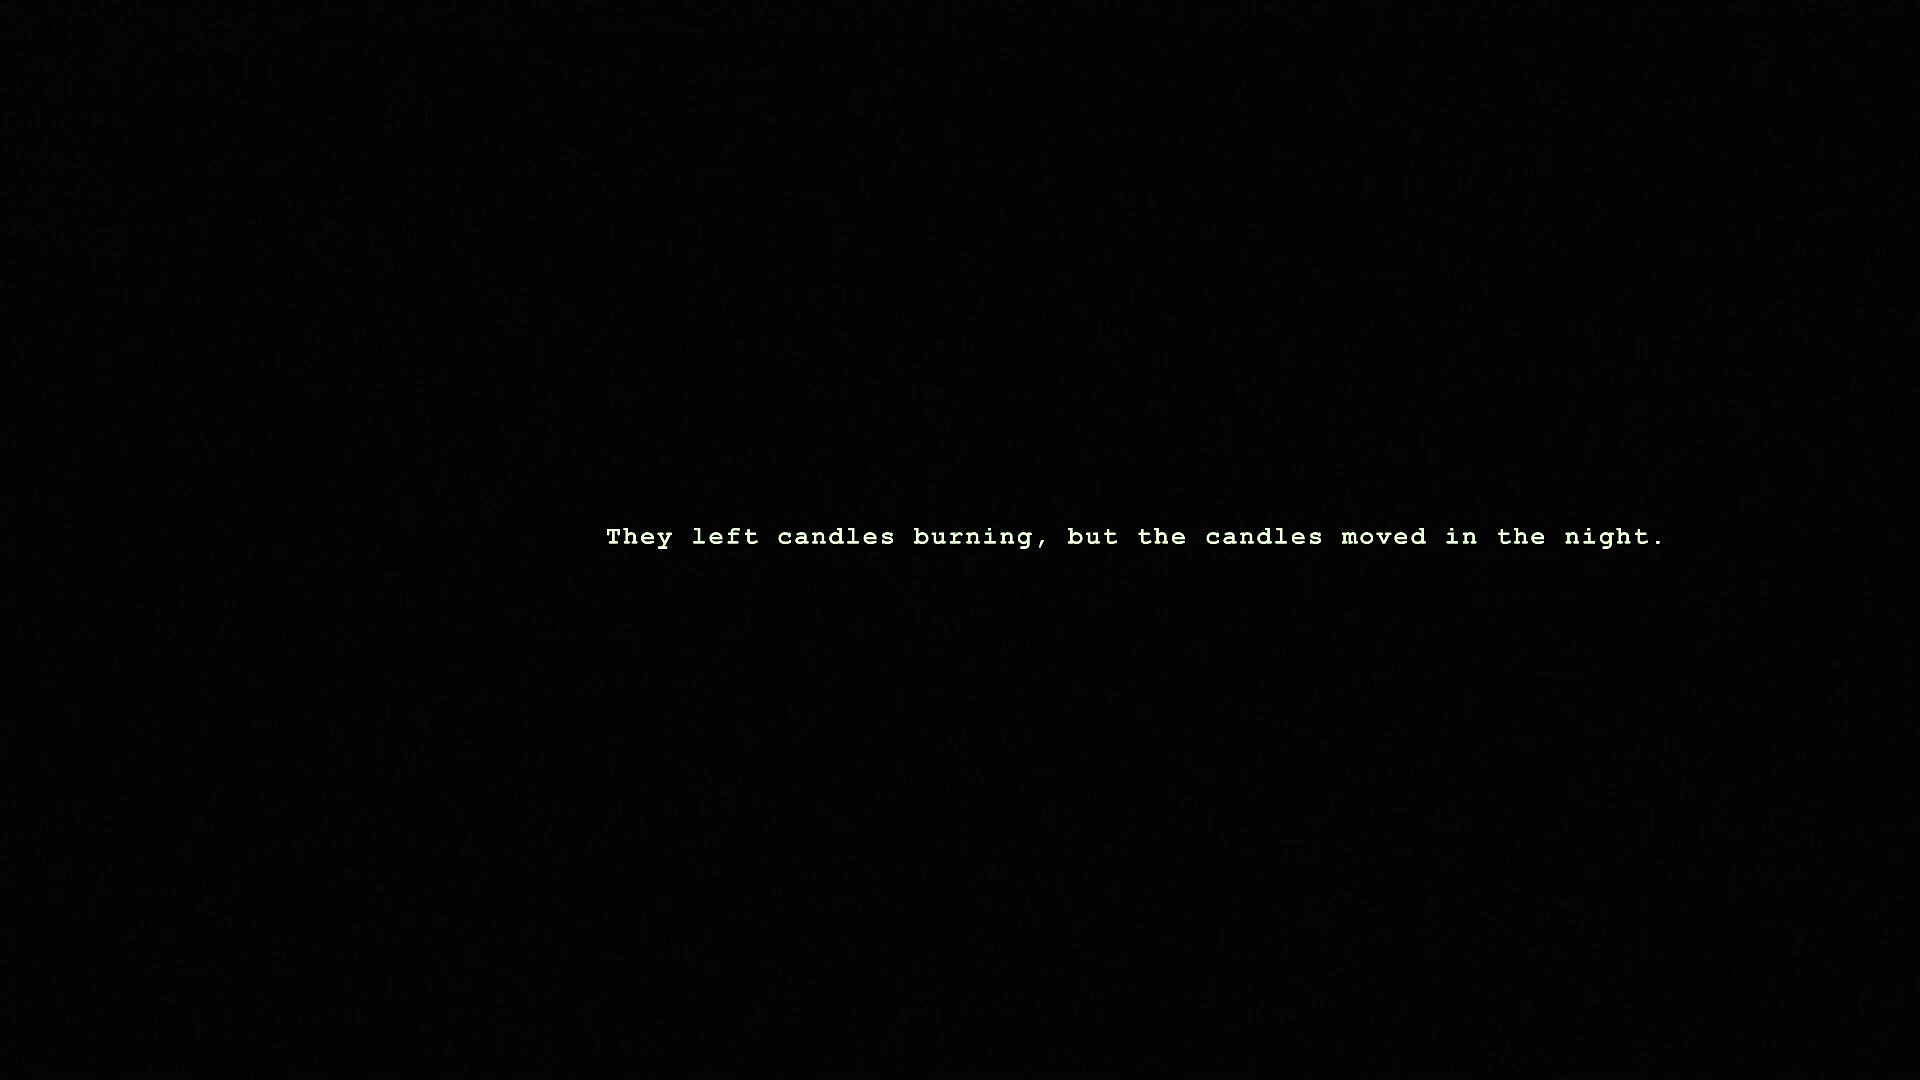 They left candles burning, but the candles moved in the night.